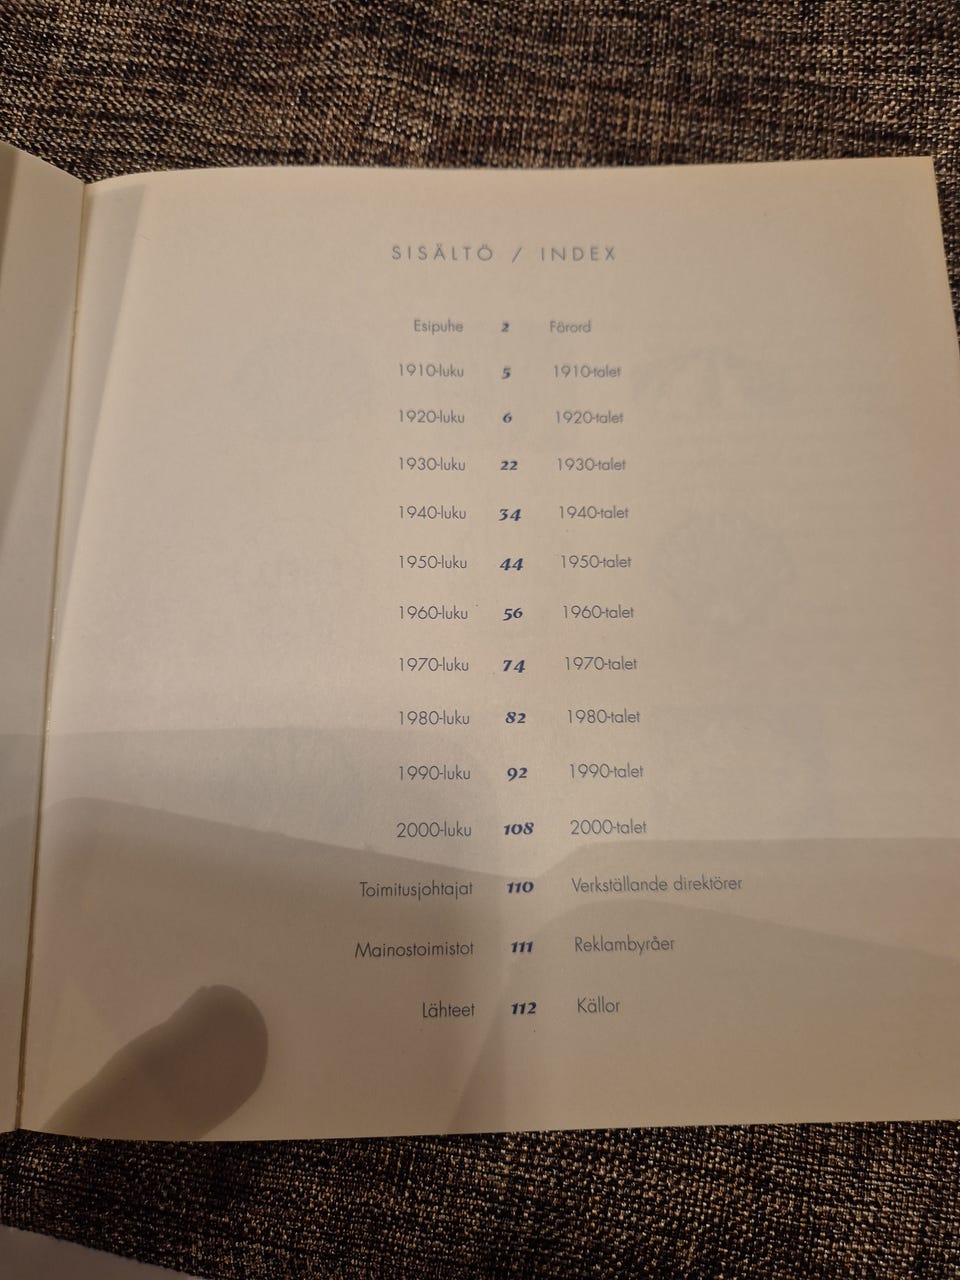 SISÄLTÖ / INDEX
Esipuhe 2 Förord
1910-luku 5 1910-talet
1920-luku 6 1920-talet
1930-luku 22 1930-talet
1940-luku 34 1940-talet
1950-luku 44 1950-talet
1960-luku 56 1960-talet
1970-luku 74 1970-talet
1980-luku 82 1980-talet
1990-luku 92 1990-talet
2000-luku 108 2000-talet
Toimitusjohtajat 110 Verkställande direktörer
Mainostoimistot 111 Reklambyråer
Lähteet 112 Källor